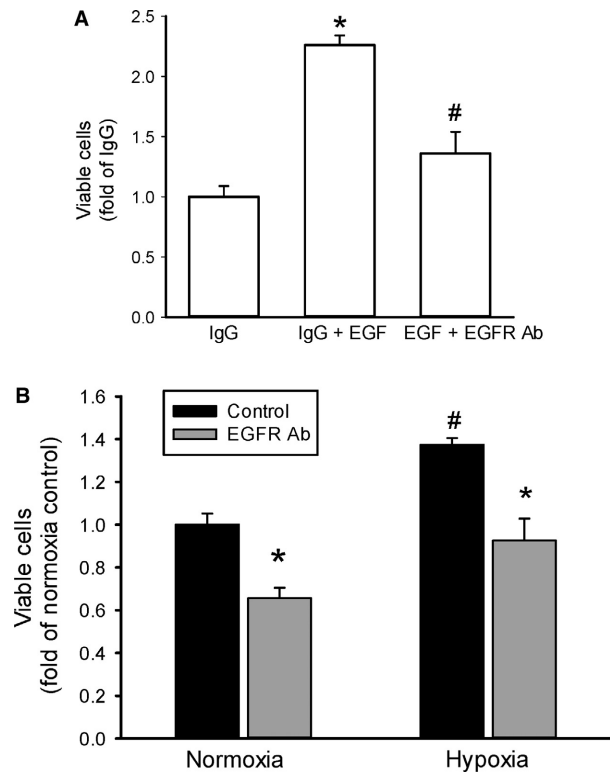 A
Viable cells
(fold of IgG)
2.5
2.0
1.5
1.0
0.5
0.0
*
#
IgG
IgG + EGF
EGF + EGFR Ab
B
Viable cells
(fold of normoxia control)
1.6
1.4
1.2
1.0
0.8
0.6
0.4
0.2
0.0
Control
EGFR Ab
*
#
*
Normoxia
Hypoxia